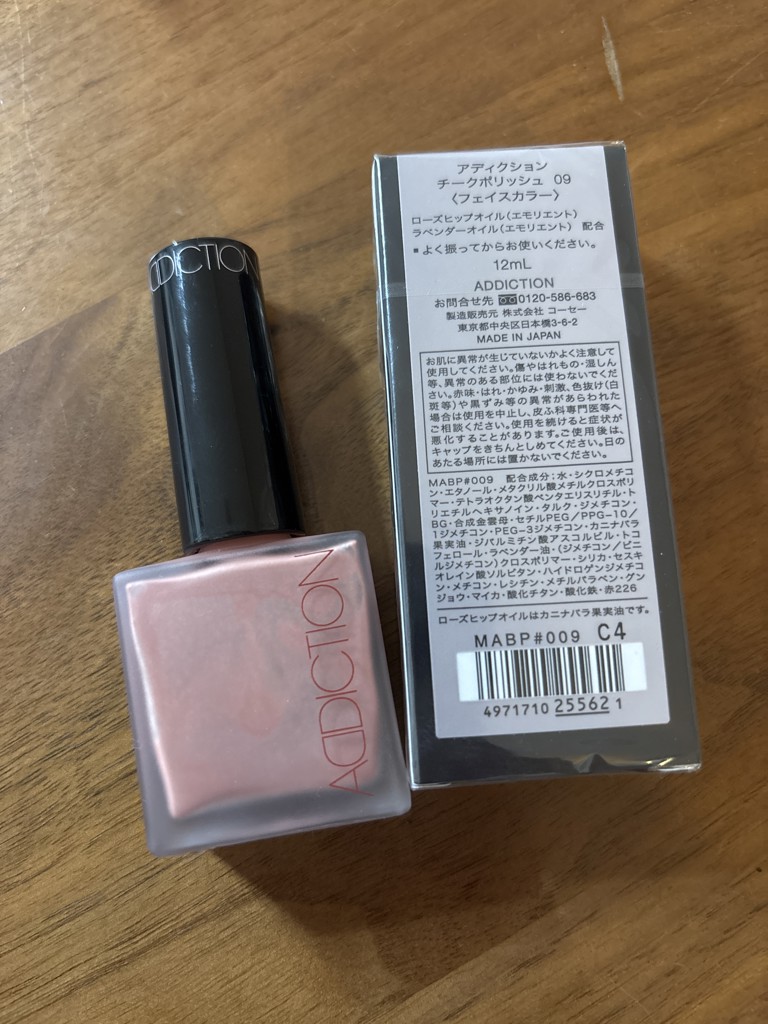 ADDICTION
ADDICTION
アディクション
チークポリッシュ 09
〈フェイスカラー〉
ローズヒップオイル(エモリエント)
ラベンダーオイル(エモリエント) 配合
▪よく振ってからお使いください。
12mL
ADDICTION
お問合せ先 0120-586-683
製造販売元 株式会社 コーセー
東京都中央区日本橋3-6-2
MADE IN JAPAN
お肌に異常が生じていないかよく注意して
使用してください。傷やはれもの・湿しん
等、異常のある部位には使わないでくだ
さい。赤味・はれ・かゆみ・刺激、色抜け(白
斑等)や黒ずみ等の異常があらわれた
場合は使用を中止し、皮ふ科専門医等へ
ご相談ください。使用を続けると症状が
悪化することがあります。ご使用後は、
キャップをきちんとしめてください。日の
あたる場所には置かないでください。
MABP#009 配合成分:水・シクロメチコ
ン・エタノール・メタクリル酸メチルクロスポリ
マー・テトラオクタン酸ペンタエリスリチル・ト
リエチルヘキサノイン・タルク・ジメチコン・
BG・合成金雲母・セチルPEG/PPG-10/
1ジメチコン・PEG-3ジメチコン・カニナバラ
果実油・ジパルミチン酸アスコルビル・トコ
フェロール・ラベンダー油・(ジメチコン/ビニ
ルジメチコン)クロスポリマー・シリカ・セスキ
オレイン酸ソルビタン・ハイドロゲンジメチコ
ン・メチコン・レシチン・メチルパラベン・グン
ジョウ・マイカ・酸化チタン・酸化鉄・赤226
ローズヒップオイルはカニナバラ果実油です。
MABP#009 C4
4971710 25562 1